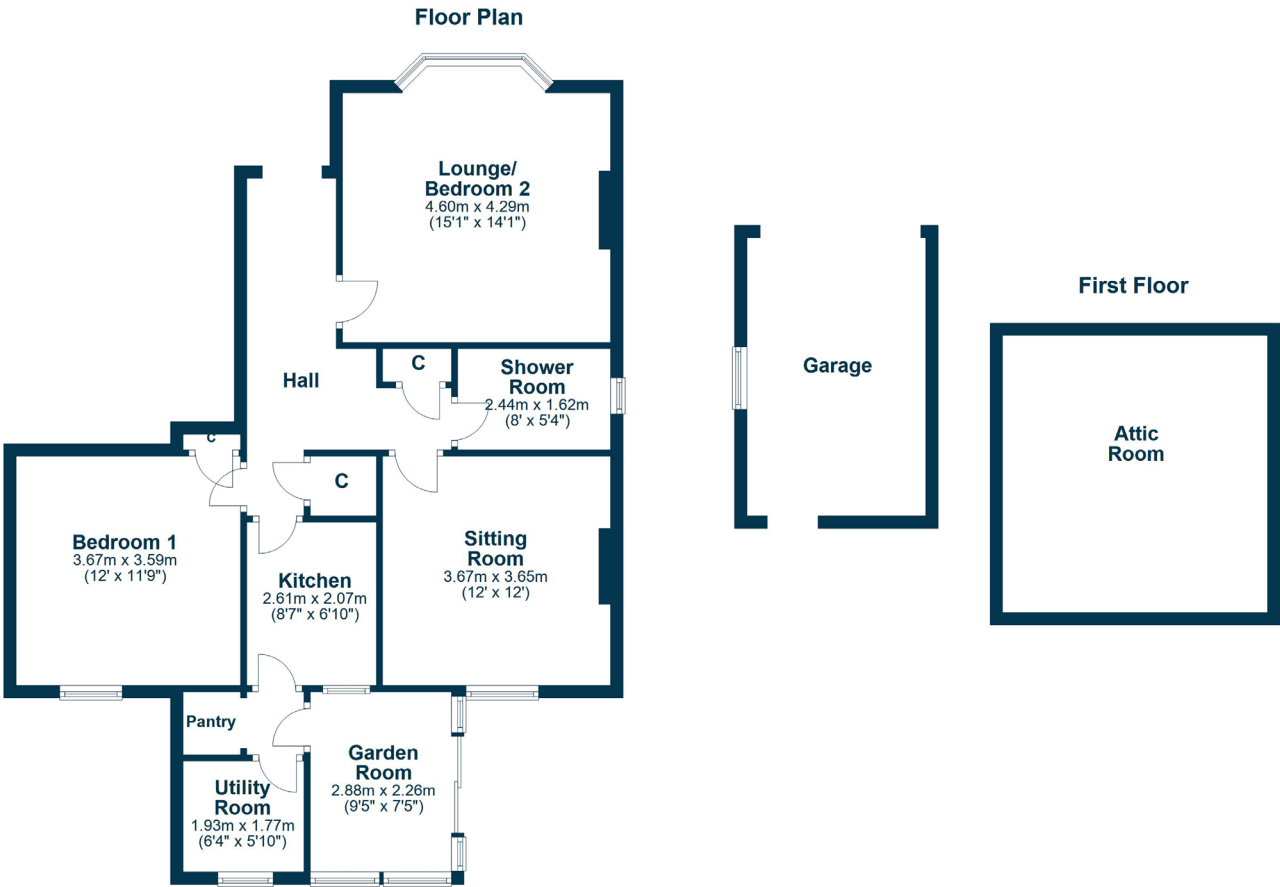 Floor Plan
Lounge/
Bedroom 2
4.60m x 4.29m
(15'1" x 14'1")
C
Shower
Room
2.44m x 1.62m
(8' x 5'4")
Hall
C
C
Bedroom 1
3.67m x 3.59m
(12' x 11'9")
Sitting
Room
3.67m x 3.65m
(12' x 12')
Kitchen
2.61m x 2.07m
(8'7" x 6'10")
Pantry
Garden
Room
2.88m x 2.26m
(9'5" x 7'5")
Utility
Room
1.93m x 1.77m
(6'4" x 5'10")
Garage
First Floor
Attic
Room